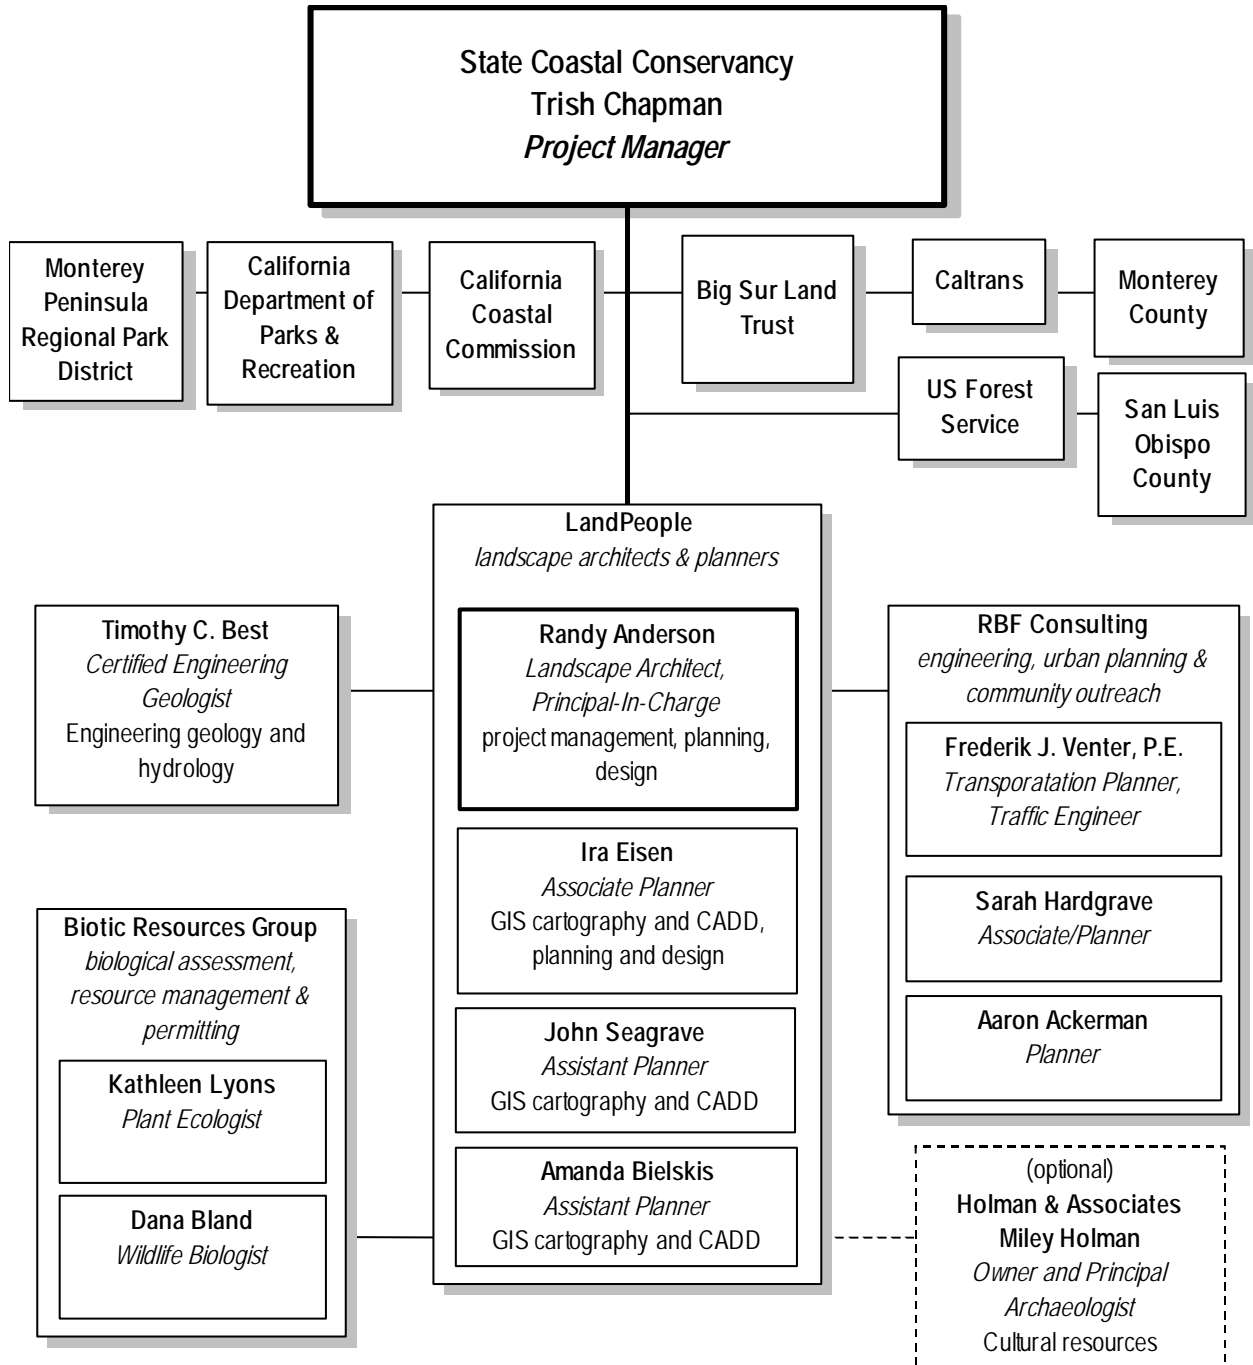 State Coastal Conservancy
Trish Chapman
Project Manager
Monterey
Peninsula
Regional Park
District
California
Department of
Parks &
Recreation
California
Coastal
Commission
Big Sur Land
Trust
Caltrans
Monterey
County
US Forest
Service
San Luis
Obispo
County
LandPeople
landscape architects & planners
Randy Anderson
Landscape Architect,
Principal-In-Charge
project management, planning,
design
Ira Eisen
Associate Planner
GIS cartography and CADD,
planning and design
John Seagrave
Assistant Planner
GIS cartography and CADD
Amanda Bielskis
Assistant Planner
GIS cartography and CADD
Timothy C. Best
Certified Engineering
Geologist
Engineering geology and
hydrology
Biotic Resources Group
biological assessment,
resource management &
permitting
Kathleen Lyons
Plant Ecologist
Dana Bland
Wildlife Biologist
RBF Consulting
engineering, urban planning &
community outreach
Frederik J. Venter, P.E.
Transporatation Planner,
Traffic Engineer
Sarah Hardgrave
Associate/Planner
Aaron Ackerman
Planner
(optional)
Holman & Associates
Miley Holman
Owner and Principal
Archaeologist
Cultural resources